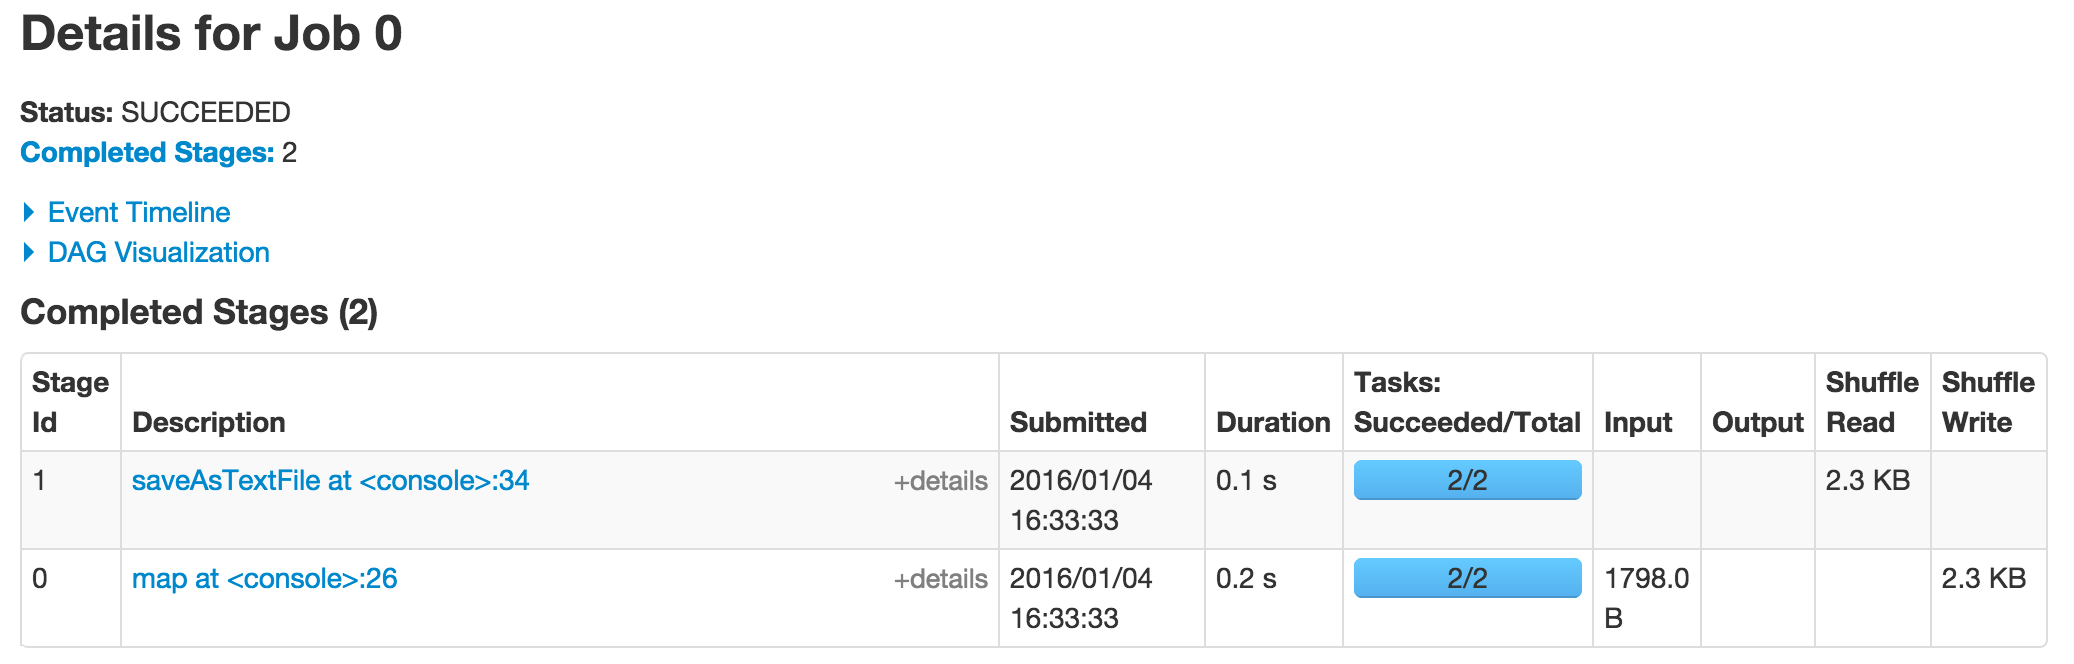 Details for Job 0
Status: SUCCEEDED
Completed Stages: 2
Event Timeline
DAG Visualization
Completed Stages (2)
Stage Id Description Submitted Duration Tasks: Succeeded/Total Input Output Shuffle Read Shuffle Write
1 saveAsTextFile at <console>:34 +details 2016/01/04 16:33:33 0.1 s 2/2 2.3 KB
0 map at <console>:26 +details 2016/01/04 16:33:33 0.2 s 2/2 1798.0 B 2.3 KB